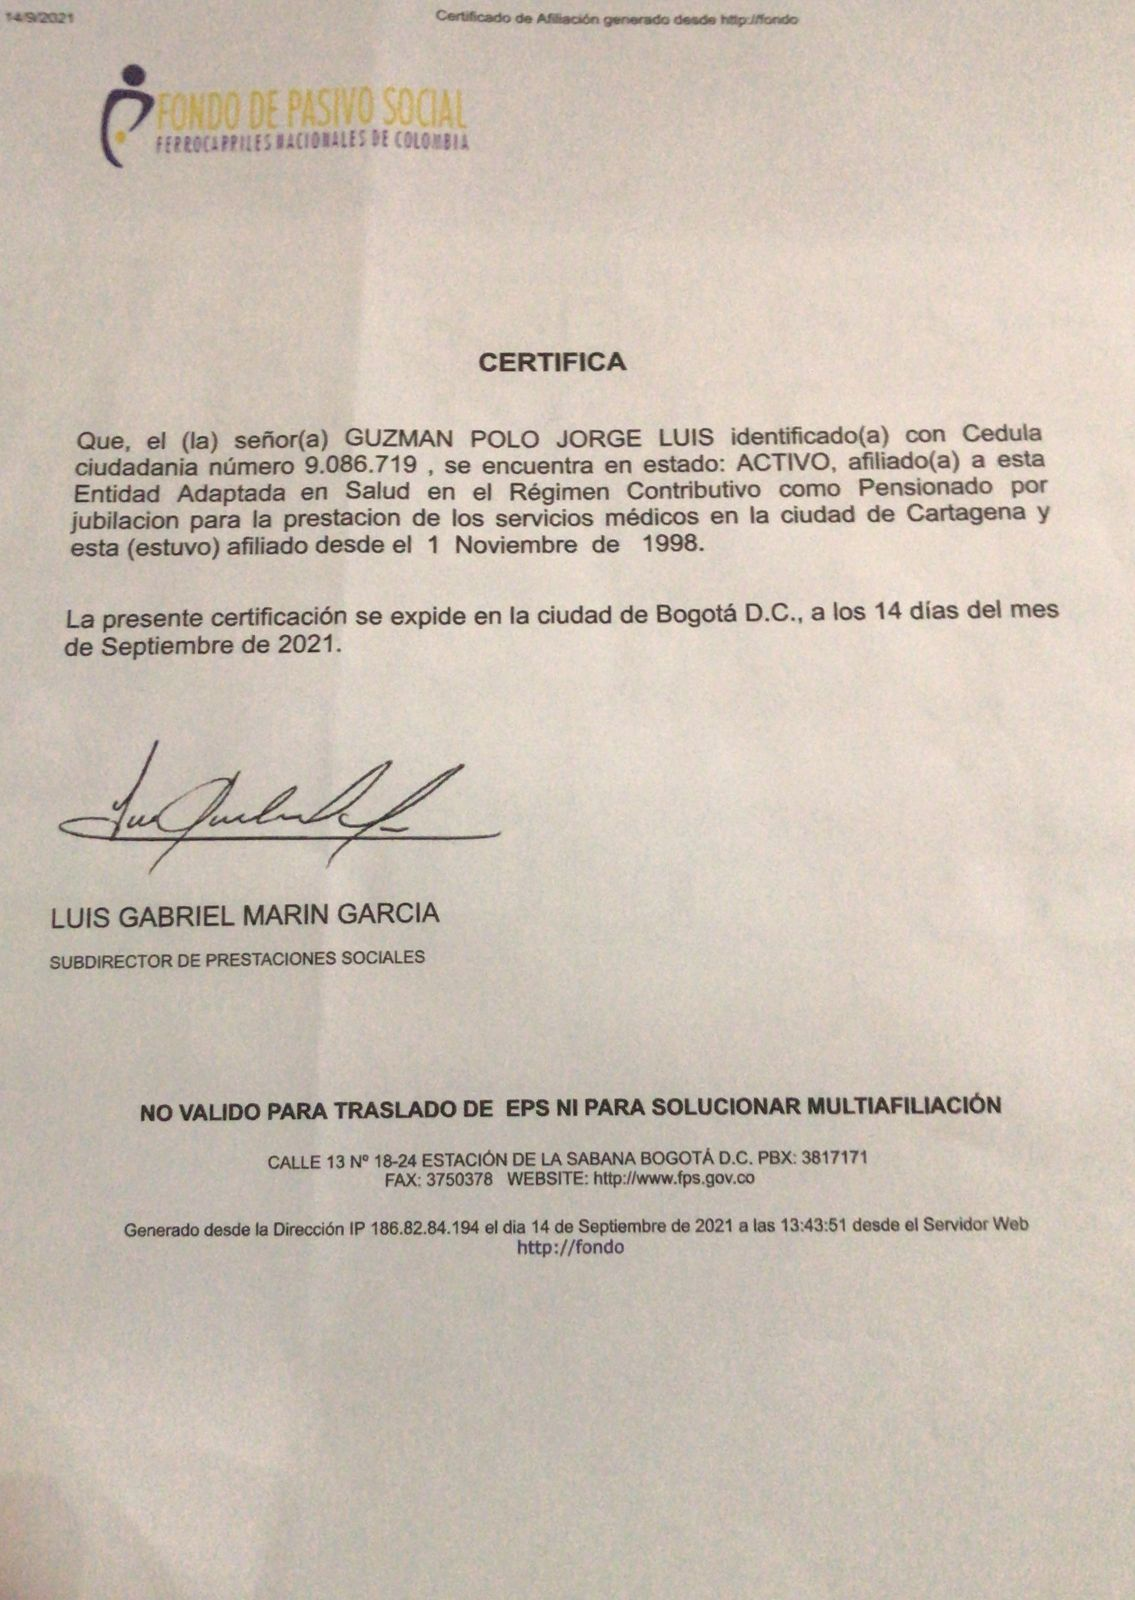 14/9/2021
Certificado de Afiliación generado desde http://fondo
FONDO DE PASIVO SOCIAL
FERROCARRILES NACIONALES DE COLOMBIA
CERTIFICA
Que, el (la) señor(a) GUZMAN POLO JORGE LUIS identificado(a) con Cedula
ciudadania número 9.086.719 , se encuentra en estado: ACTIVO, afiliado(a) a esta
Entidad Adaptada en Salud en el Régimen Contributivo como Pensionado por
jubilacion para la prestacion de los servicios médicos en la ciudad de Cartagena y
esta (estuvo) afiliado desde el 1 Noviembre de 1998.
La presente certificación se expide en la ciudad de Bogotá D.C., a los 14 días del mes
de Septiembre de 2021.
LUIS GABRIEL MARIN GARCIA
SUBDIRECTOR DE PRESTACIONES SOCIALES
NO VALIDO PARA TRASLADO DE EPS NI PARA SOLUCIONAR MULTIAFILIACIÓN
CALLE 13 Nº 18-24 ESTACIÓN DE LA SABANA BOGOTÁ D.C. PBX: 3817171
FAX: 3750378 WEBSITE: http://www.fps.gov.co
Generado desde la Dirección IP 186.82.84.194 el dia 14 de Septiembre de 2021 a las 13:43:51 desde el Servidor Web
http://fondo